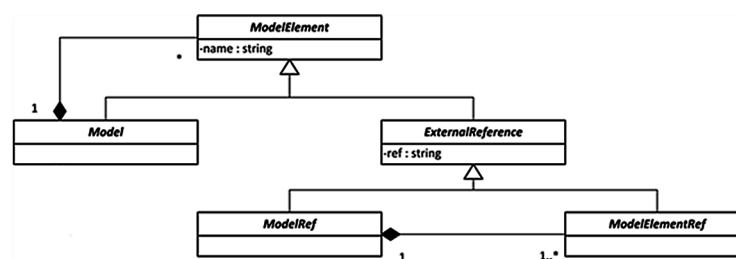 ModelElement
-name : string
*
1
Model
ExternalReference
-ref : string
ModelRef
ModelElementRef
1
1..*